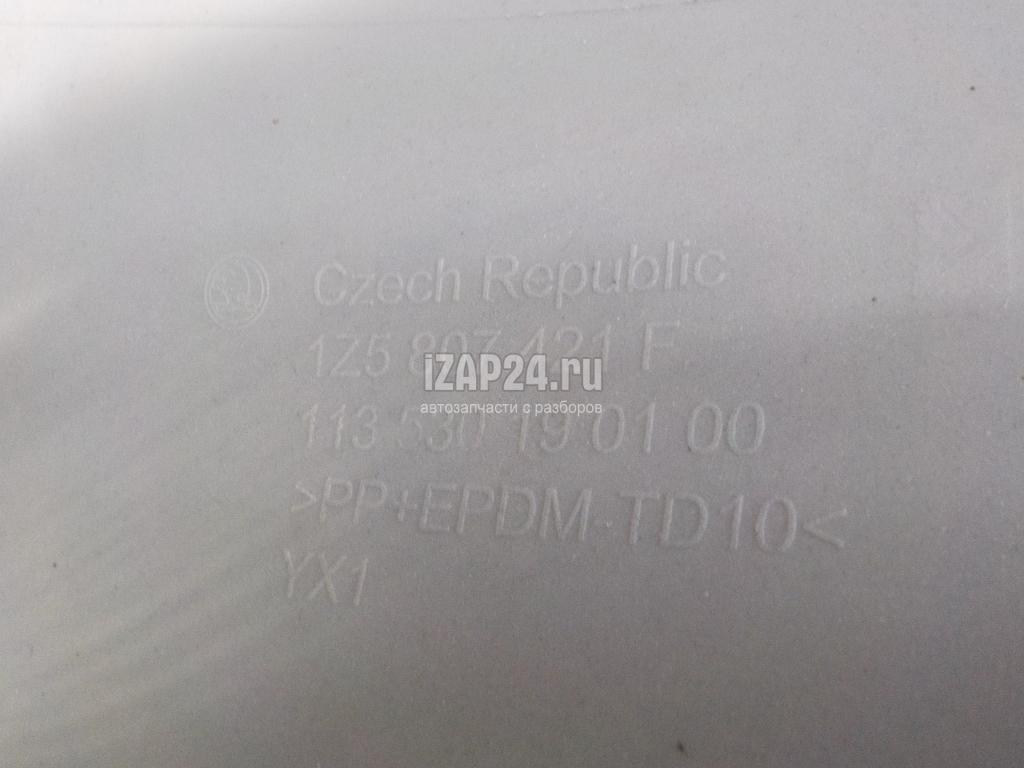 Czech Republic
1Z5 807 421 F
iZAP24.ru
автозапчасти с разборов
113 530 19 01 00
>PP+EPDM-TD10<
YX1